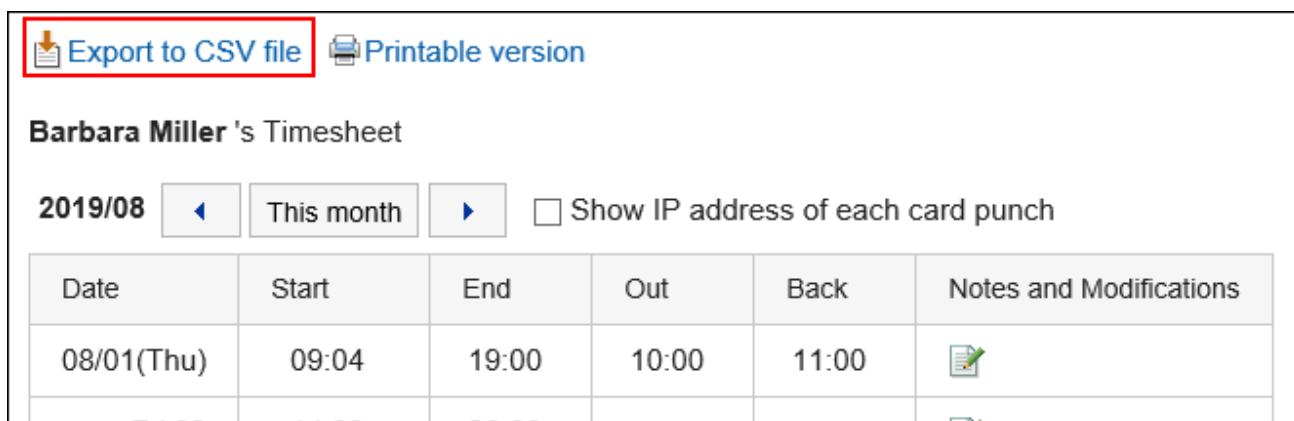 Export to CSV file Printable version
Barbara Miller 's Timesheet
2019/08 This month Show IP address of each card punch
Date Start End Out Back Notes and Modifications
08/01(Thu) 09:04 19:00 10:00 11:00